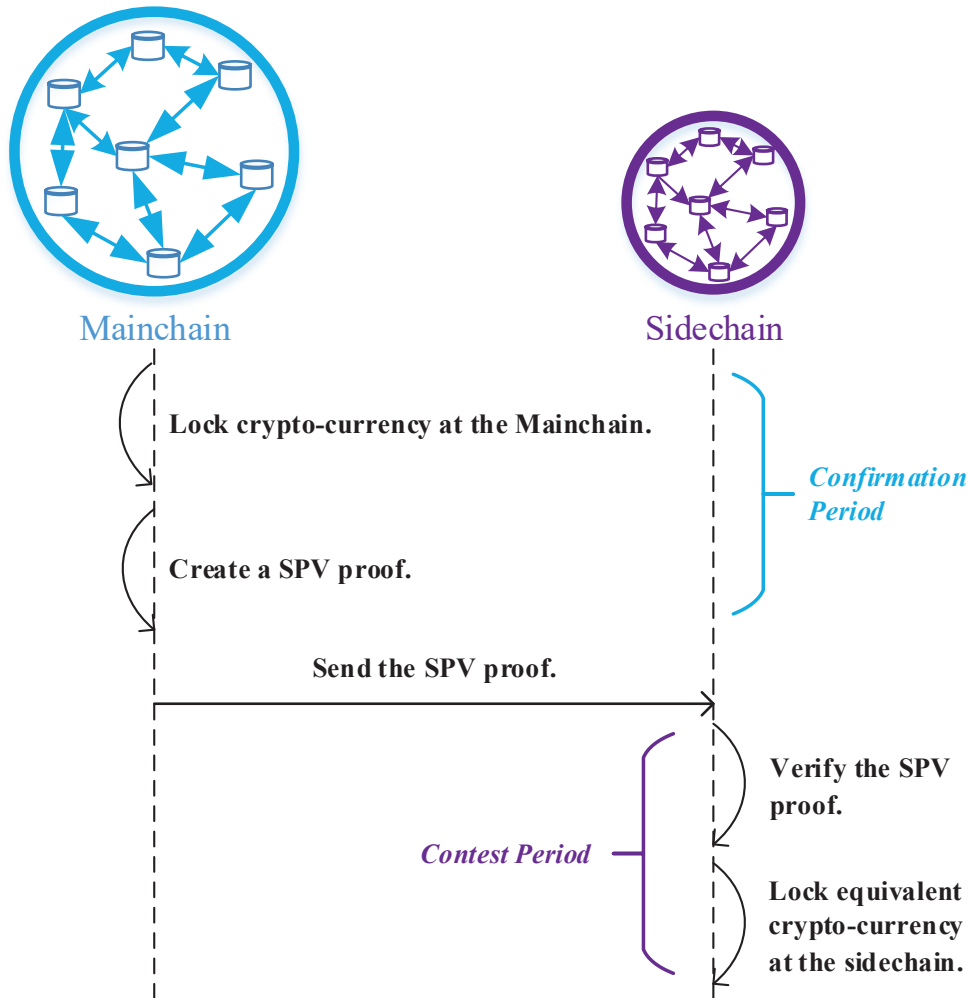 Mainchain
Sidechain
Lock crypto-currency at the Mainchain.
Confirmation
Period
Create a SPV proof.
Send the SPV proof.
Verify the SPV
proof.
Contest Period
Lock equivalent
crypto-currency
at the sidechain.